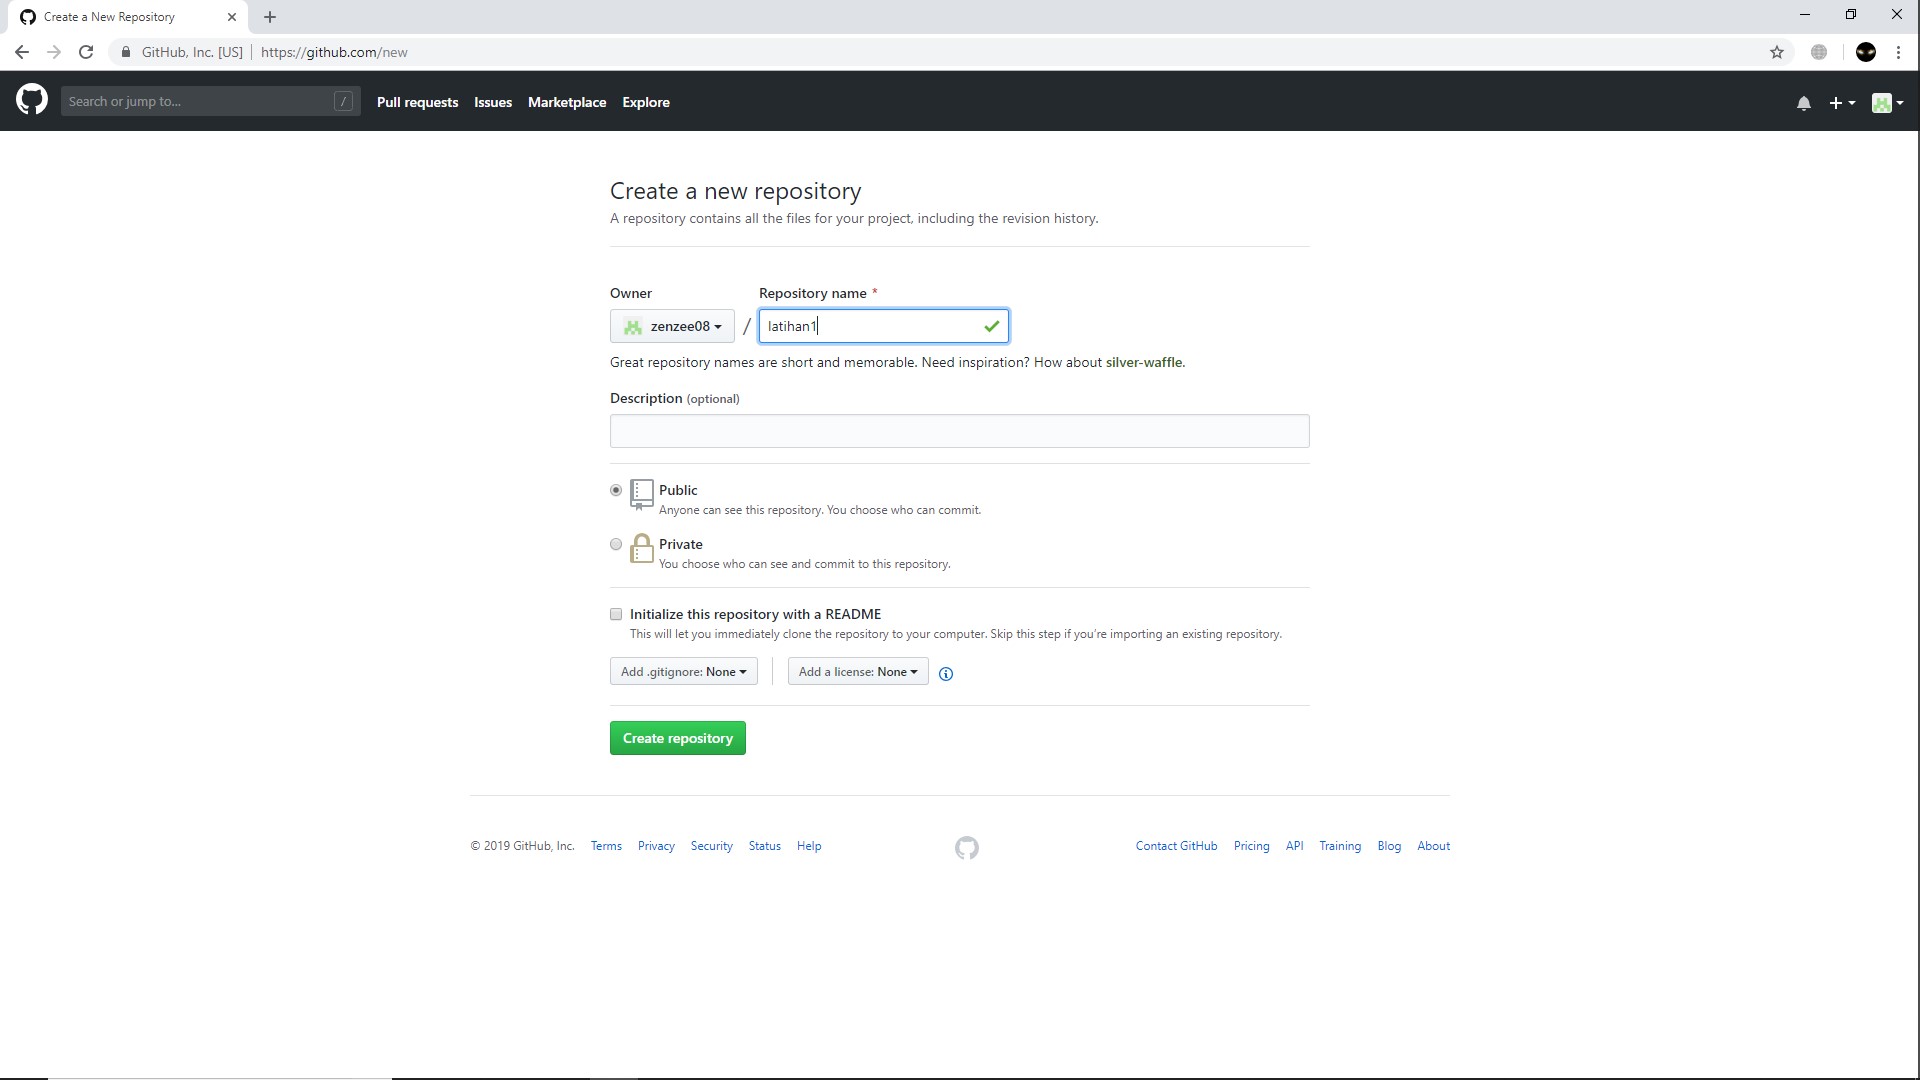 Create a New Repository
GitHub, Inc. [US] https://github.com/new
Search or jump to... / Pull requests Issues Marketplace Explore
Create a new repository
A repository contains all the files for your project, including the revision history.
Owner Repository name *
zenzee08 / latihan1
Great repository names are short and memorable. Need inspiration? How about silver-waffle.
Description (optional)
Public
Anyone can see this repository. You choose who can commit.
Private
You choose who can see and commit to this repository.
Initialize this repository with a README
This will let you immediately clone the repository to your computer. Skip this step if you're importing an existing repository.
Add .gitignore: None Add a license: None
Create repository
© 2019 GitHub, Inc. Terms Privacy Security Status Help Contact GitHub Pricing API Training Blog About